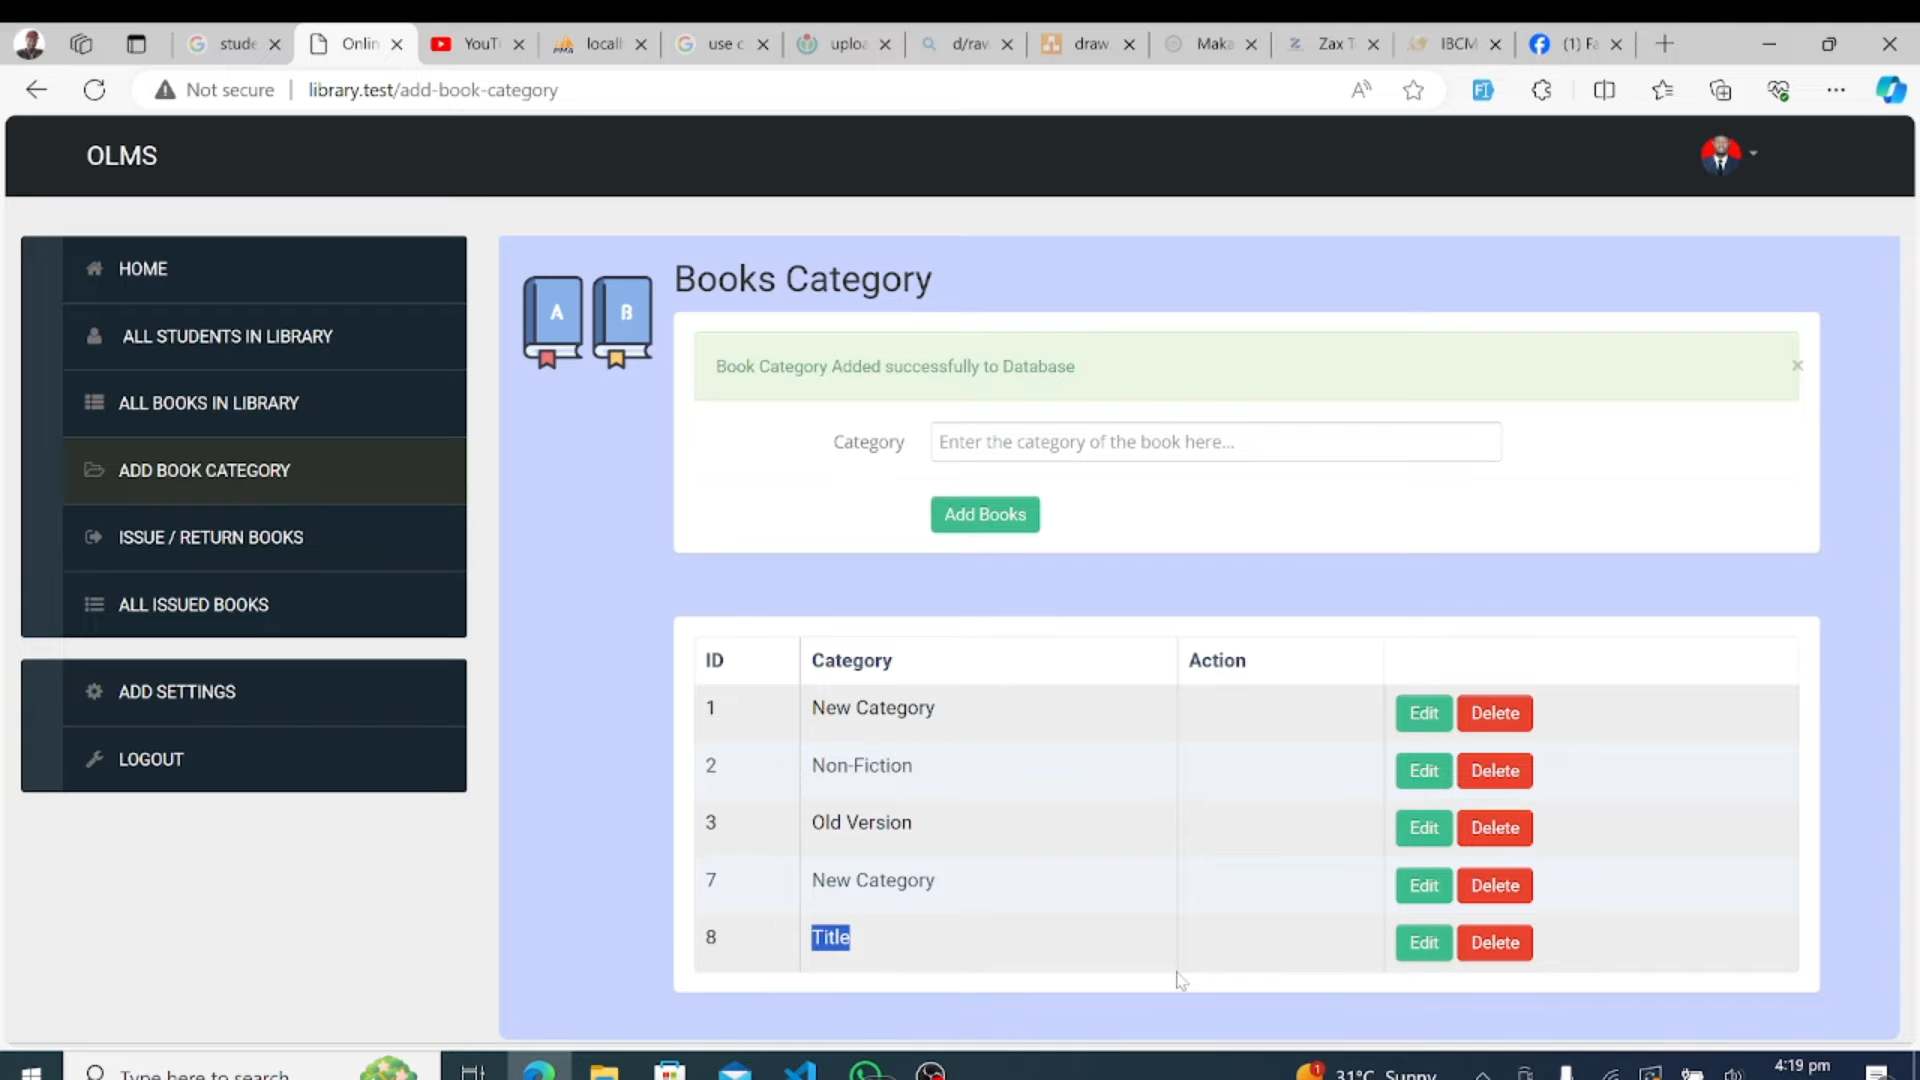 stude
Onlin
YouT
locall
use c
uploa
d/rav
draw
Maka
Zax T
IBCM
(1) Fa
Not secure
library.test/add-book-category
OLMS
HOME
ALL STUDENTS IN LIBRARY
ALL BOOKS IN LIBRARY
ADD BOOK CATEGORY
ISSUE / RETURN BOOKS
ALL ISSUED BOOKS
ADD SETTINGS
LOGOUT
A B
Books Category
Book Category Added successfully to Database
×
Category Enter the category of the book here...
Add Books
ID Category Action
1 New Category Edit Delete
2 Non-Fiction Edit Delete
3 Old Version Edit Delete
7 New Category Edit Delete
8 Title Edit Delete
Type here to search
1
31°C Sunny
4:19 pm